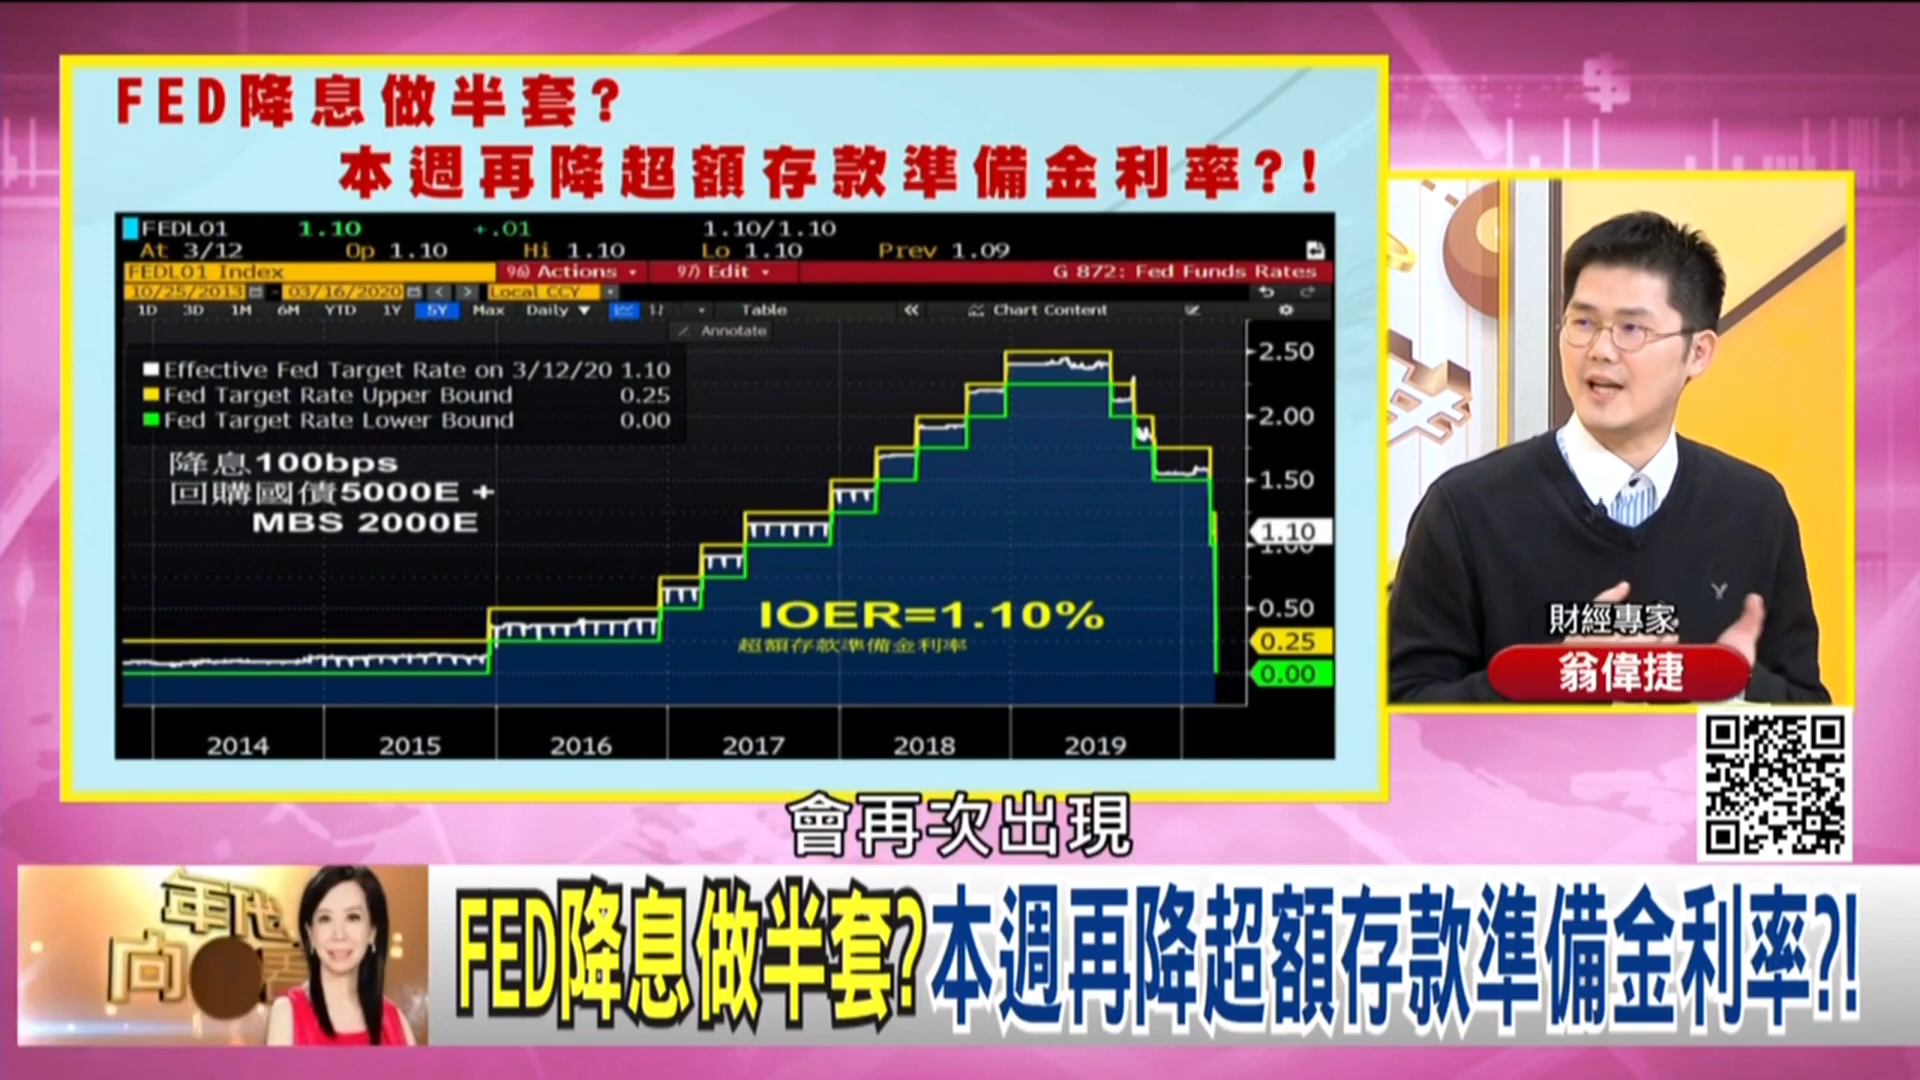 FED降息做半套?
本週再降超額存款準備金利率?!
FEDL01 1.10 +.01 1.10/1.10
At 3/12 Op 1.10 Hi 1.10 Lo 1.10 Prev 1.09
FEDL01 Index 96) Actions 97) Edit G 872: Fed Funds Rates
10/25/2013 - 03/16/2020 < > Local CCY
1D 3D 1M 6M YTD 1Y 5Y Max Daily ▼ Table « Chart Content
Annotate
Effective Fed Target Rate on 3/12/20 1.10
Fed Target Rate Upper Bound 0.25
Fed Target Rate Lower Bound 0.00
降息100bps
回購國債5000E +
MBS 2000E
IOER=1.10%
超額存款準備金利率
2.50
2.00
1.50
1.10
1.00
0.50
0.25
0.00
2014 2015 2016 2017 2018 2019
財經專家
翁偉捷
會再次出現
年代
向
FED降息做半套?本週再降超額存款準備金利率?!